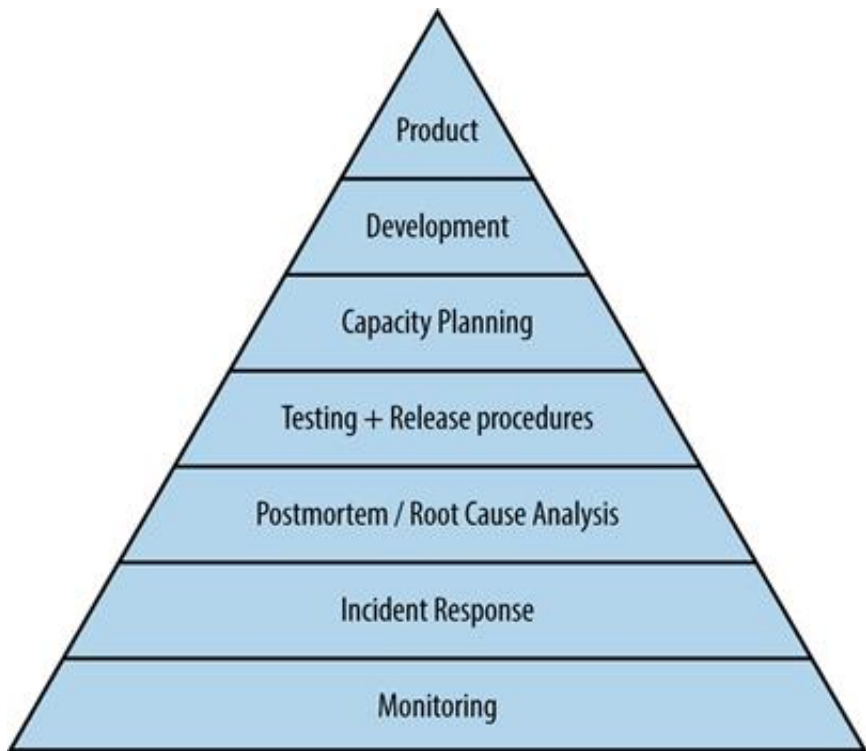 Product
Development
Capacity Planning
Testing + Release procedures
Postmortem / Root Cause Analysis
Incident Response
Monitoring